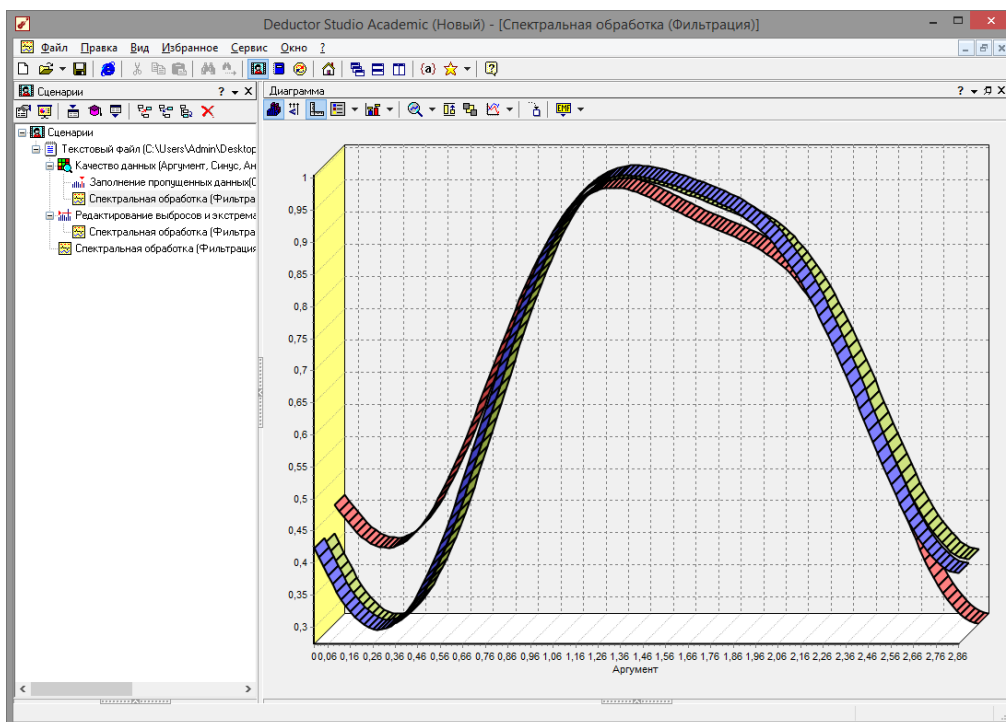 Deductor Studio Academic (Новый) - [Спектральная обработка (Фильтрация)]
Файл Правка Вид Избранное Сервис Окно ?
Сценарии
Диаграмма
Сценарии
Текстовый файл (C:\Users\Admin\Desktop
Качество данных (Аргумент, Синус, Ан
Заполнение пропущенных данных(С
Спектральная обработка (Фильтра
Редактирование выбросов и экстрема
Спектральная обработка (Фильтра
Спектральная обработка (Фильтрация
EMF
1
0,95
0,9
0,85
0,8
0,75
0,7
0,65
0,6
0,55
0,5
0,45
0,4
0,35
0,3
0 0,06 0,16 0,26 0,36 0,46 0,56 0,66 0,76 0,86 0,96 1,06 1,16 1,26 1,36 1,46 1,56 1,66 1,76 1,86 1,96 2,06 2,16 2,26 2,36 2,46 2,56 2,66 2,76 2,86
Аргумент